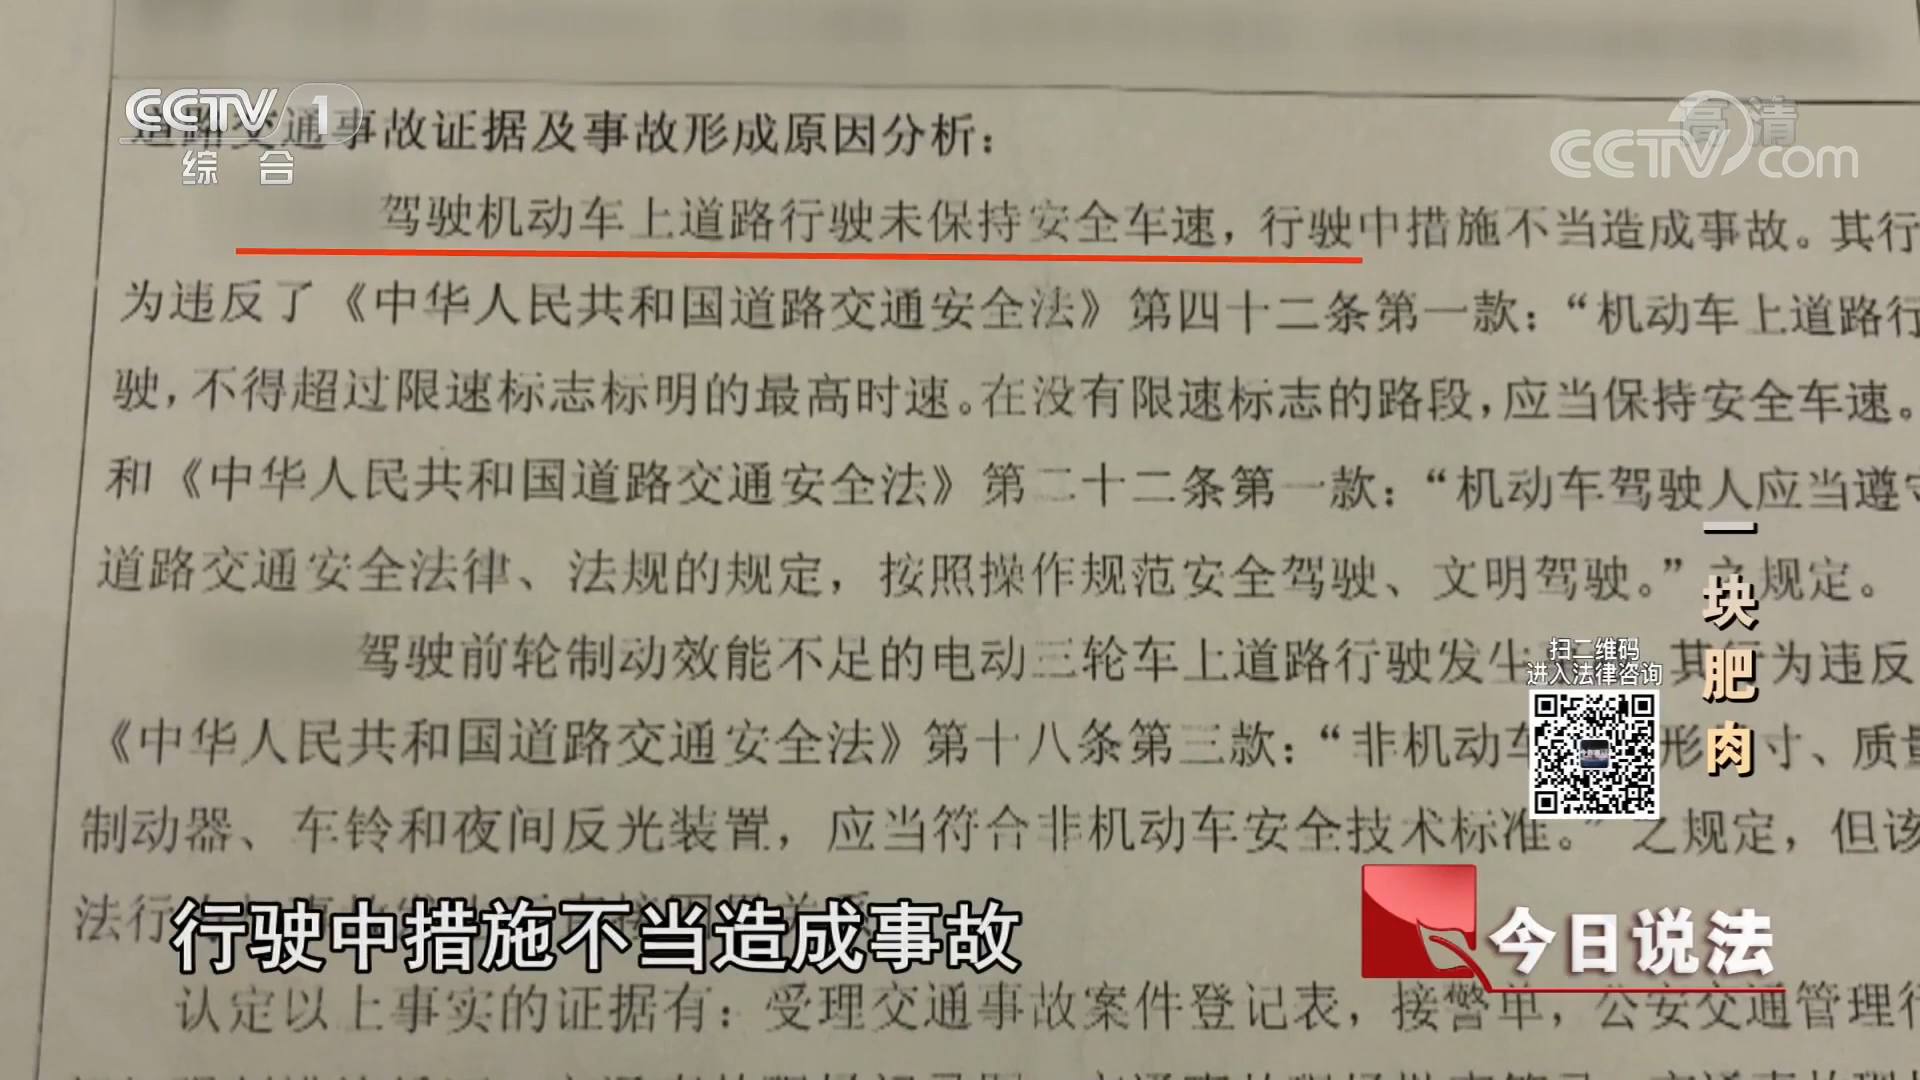 CCTV 1
综合
高清
CCTV.com
道路交通事故证据及事故形成原因分析：
驾驶机动车上道路行驶未保持安全车速，行驶中措施不当造成事故。其行
为违反了《中华人民共和国道路交通安全法》第四十二条第一款：“机动车上道路行
驶，不得超过限速标志标明的最高时速。在没有限速标志的路段，应当保持安全车速。
和《中华人民共和国道路交通安全法》第二十二条第一款：“机动车驾驶人应当遵守
道路交通安全法律、法规的规定，按照操作规范安全驾驶、文明驾驶。”之规定。
驾驶前轮制动效能不足的电动三轮车上道路行驶发生 其行为违反
《中华人民共和国道路交通安全法》第十八条第三款：“非机动车 形 寸、质量
制动器、车铃和夜间反光装置，应当符合非机动车安全技术标准。”之规定，但该
法行
认定以上事实的证据有：受理交通事故案件登记表，接警单，公安交通管理行
一块肥肉
扫二维码
进入法律咨询
行驶中措施不当造成事故
今日说法